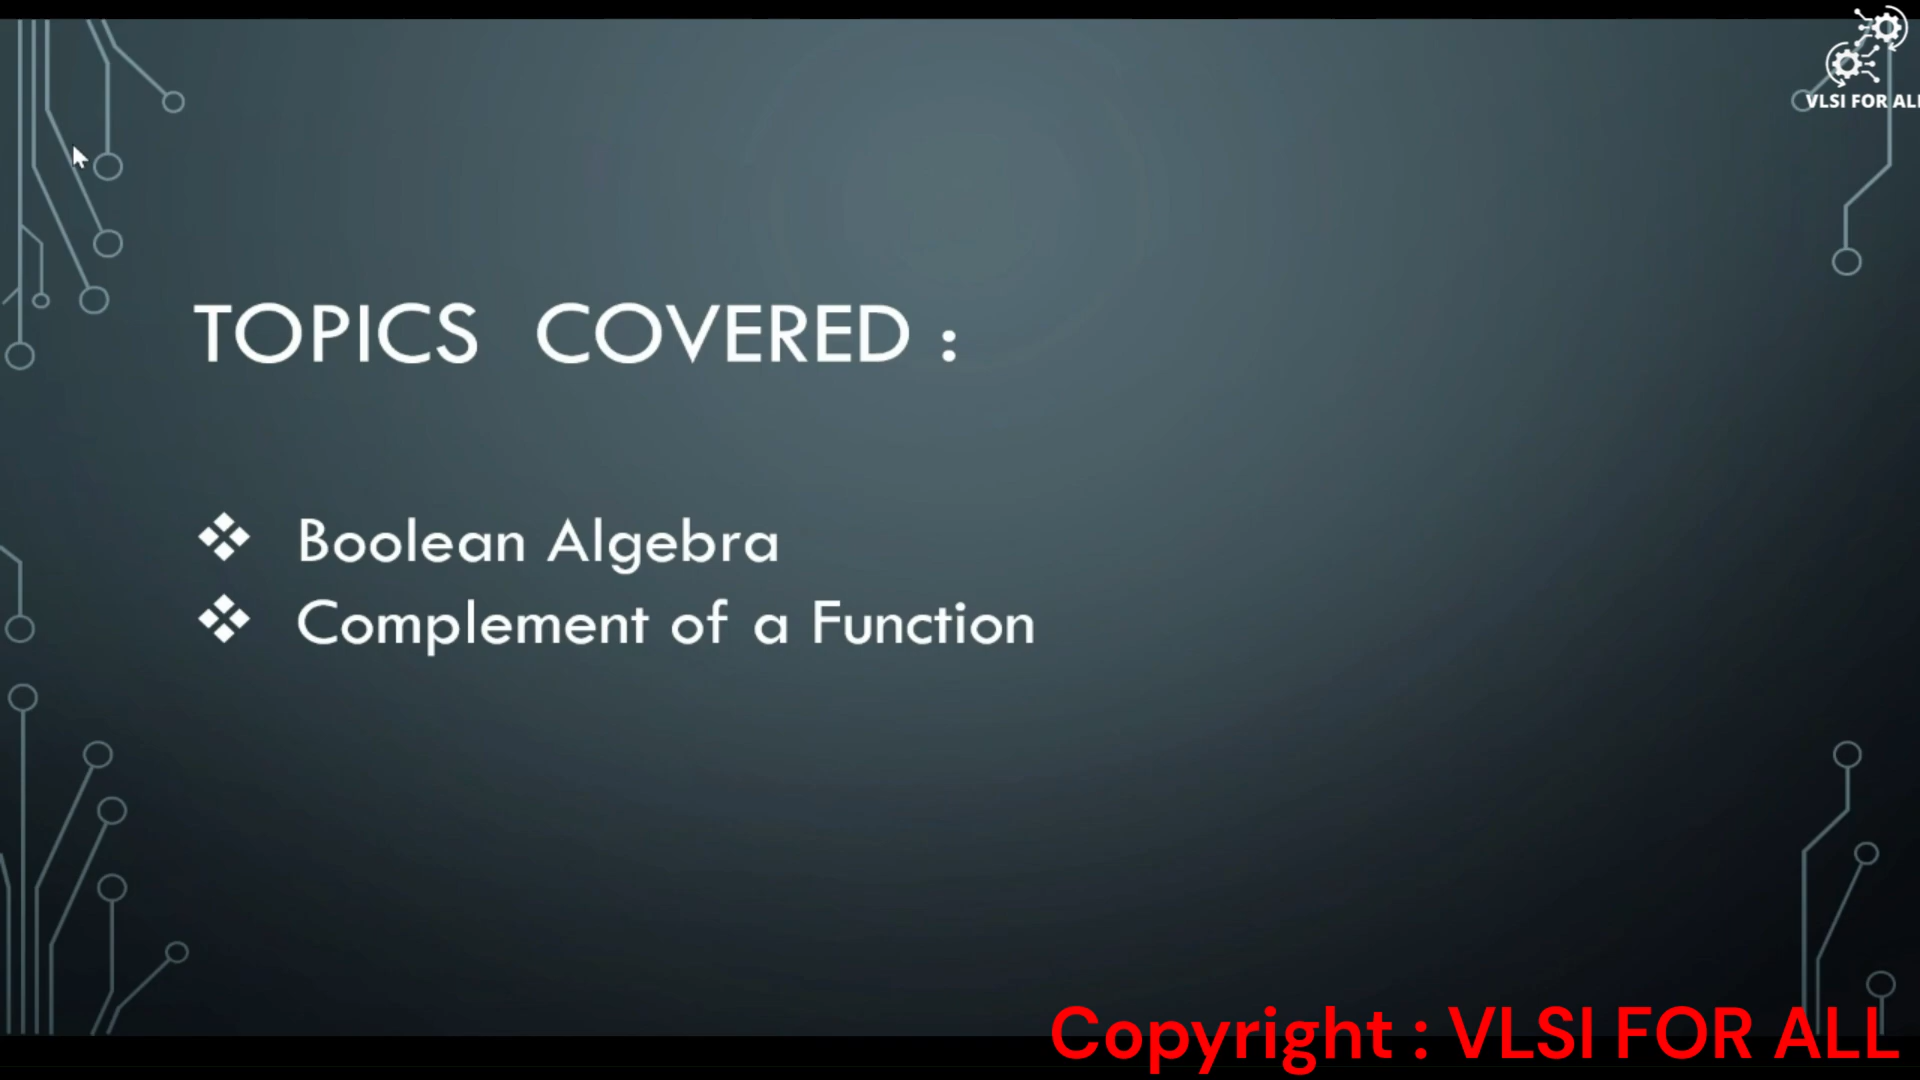 VLSI FOR ALL
TOPICS COVERED :
❖ Boolean Algebra
❖ Complement of a Function
Copyright : VLSI FOR ALL